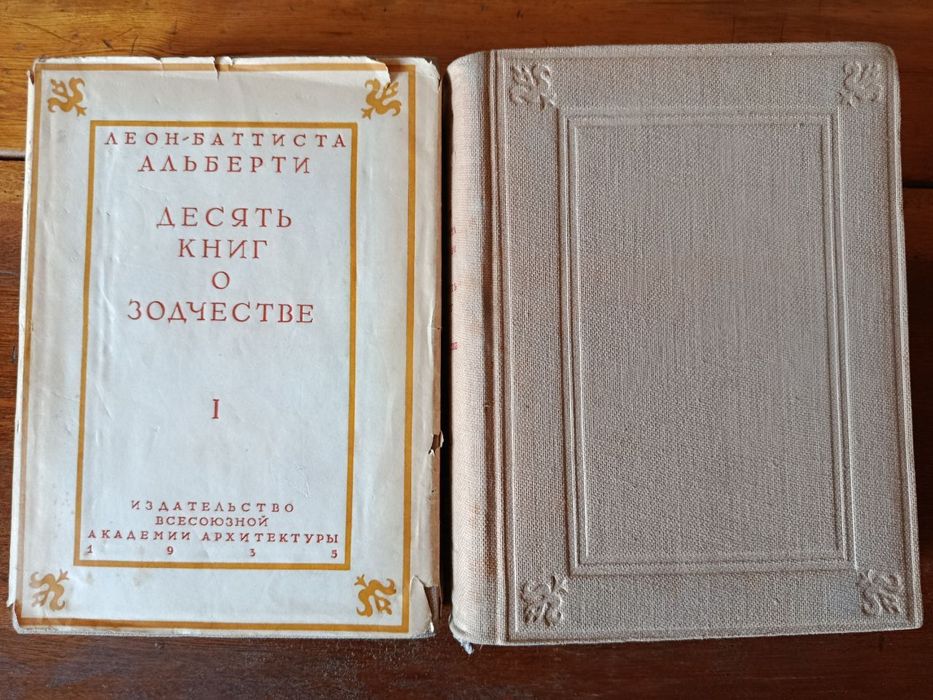 ЛЕОН-БАТТИСТА
АЛЬБЕРТИ
ДЕСЯТЬ
КНИГ
О
ЗОДЧЕСТВЕ
I
ИЗДАТЕЛЬСТВО
ВСЕСОЮЗНОЙ
АКАДЕМИИ АРХИТЕКТУРЫ
1 9 3 5